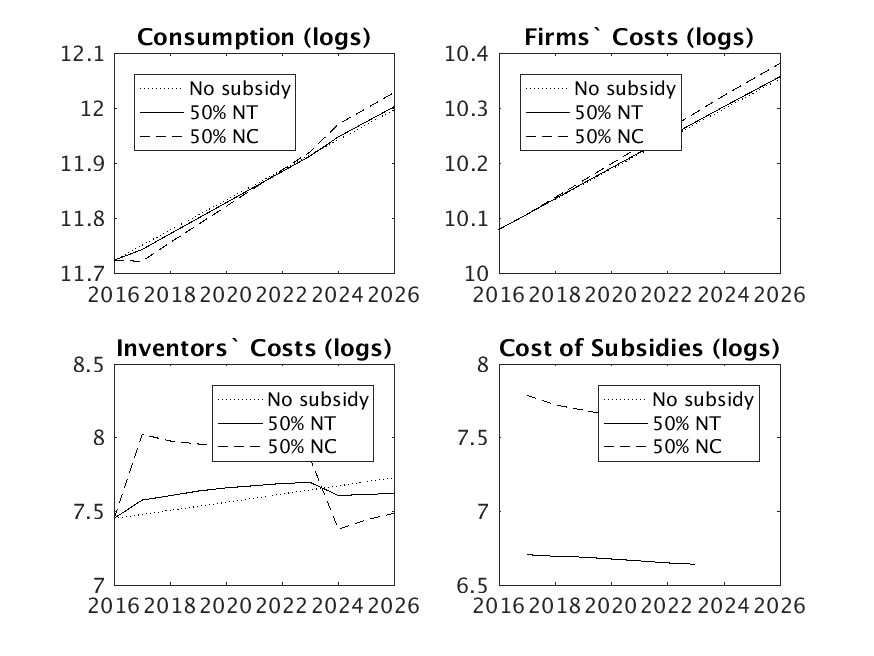 Consumption (logs)
12.1
12
11.9
11.8
11.7
No subsidy
50% NT
50% NC
2016 2018 2020 2022 2024 2026
Firms` Costs (logs)
10.4
10.3
10.2
10.1
10
No subsidy
50% NT
50% NC
2016 2018 2020 2022 2024 2026
Inventors` Costs (logs)
8.5
8
7.5
7
No subsidy
50% NT
50% NC
2016 2018 2020 2022 2024 2026
Cost of Subsidies (logs)
8
7.5
7
6.5
No subsidy
50% NT
50% NC
2016 2018 2020 2022 2024 2026